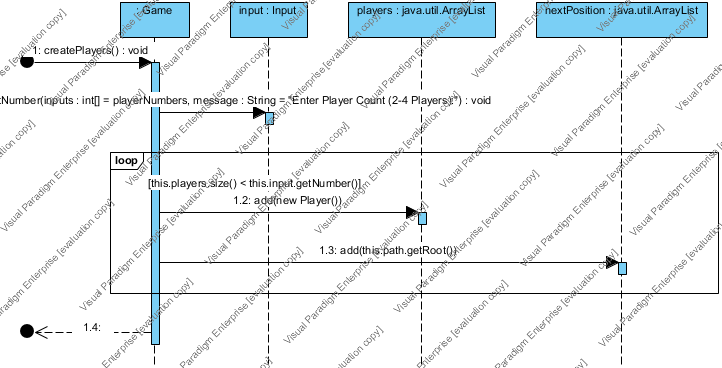 Game
input : Input
players : java.util.ArrayList
nextPosition : java.util.ArrayList
1: createPlayers() : void
tNumber(inputs : int[] = playerNumbers, message : String = "Enter Player Count (2-4 Players)") : void
loop
[this.players.size() < this.input.getNumber()]
1.2: add(new Player())
1.3: add(this.path.getRoot())
1.4:
Visual Paradigm Enterprise [evaluation copy]